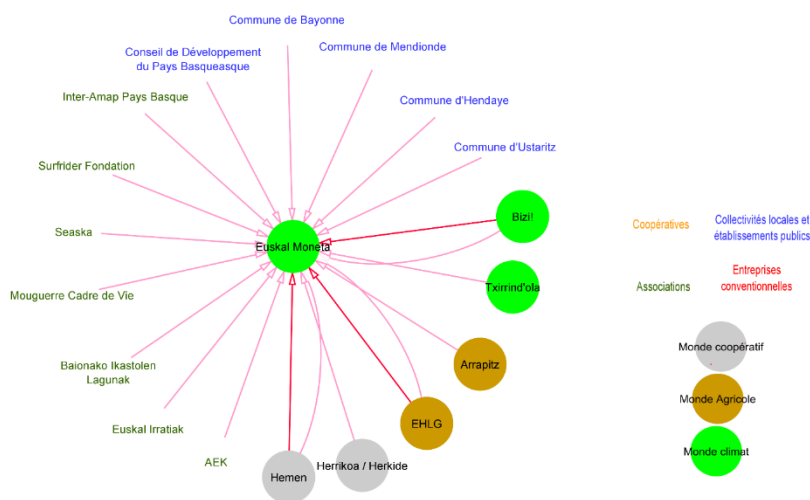 Commune de Bayonne
Conseil de Développement
du Pays Basqueasque
Commune de Mendionde
Inter-Amap Pays Basque
Commune d'Hendaye
Surfrider Fondation
Commune d'Ustaritz
Seaska
Euskal Moneta
Bizi!
Mouguerre Cadre de Vie
Txirrind'ola
Baionako Ikastolen
Lagunak
Arrapitz
Euskal Irratiak
EHLG
AEK
Hemen
Herrikoa / Herkide
Coopératives
Collectivités locales et
établissements publics
Associations
Entreprises
conventionnelles
Monde coopératif
Monde Agricole
Monde climat